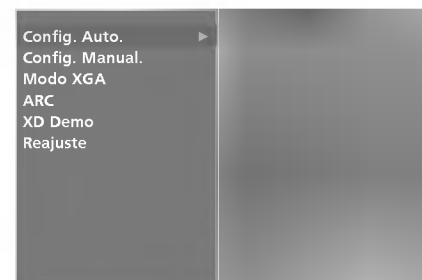 Config. Auto. ►
Config. Manual.
Modo XGA
ARC
XD Demo
Reajuste